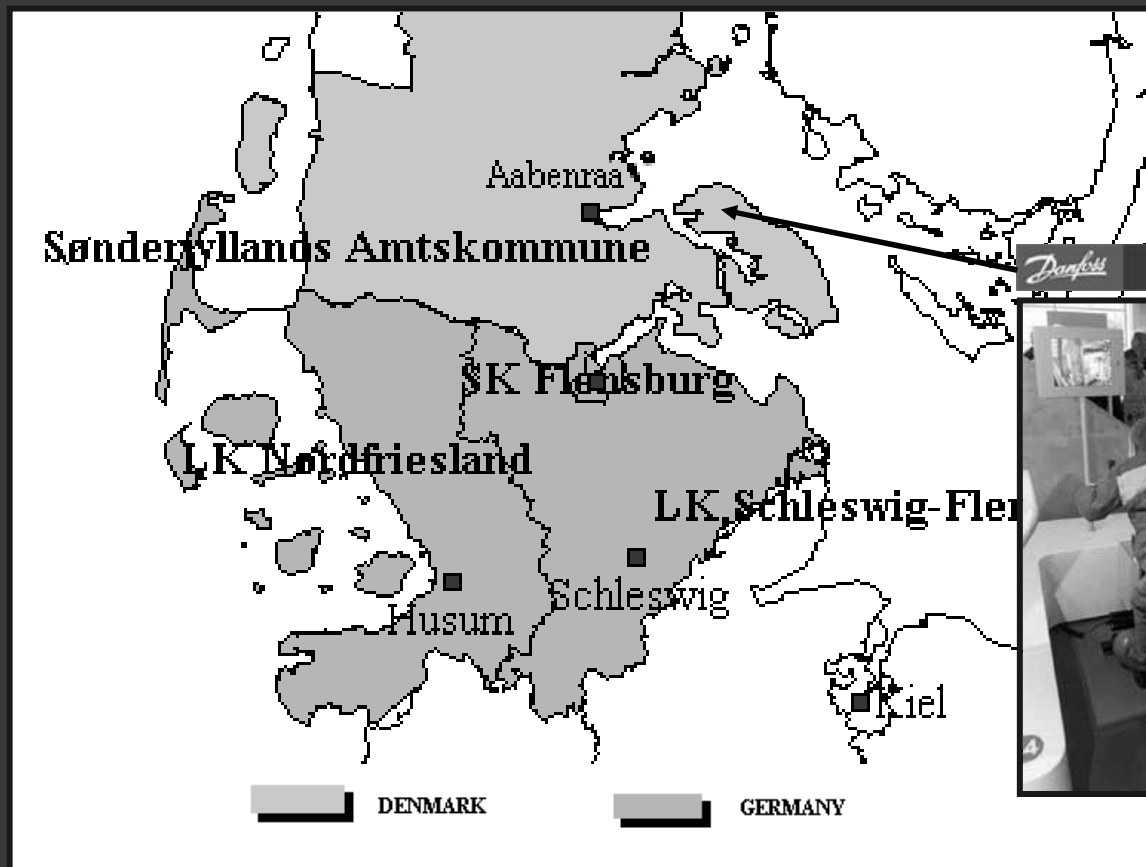 Aabenraa
Sønderjyllands Amtskommune
Danfoss
SK Flensburg
LK Nordfriesland
LK Schleswig-Flen
Schleswig
Husum
Kiel
A
DENMARK
GERMANY